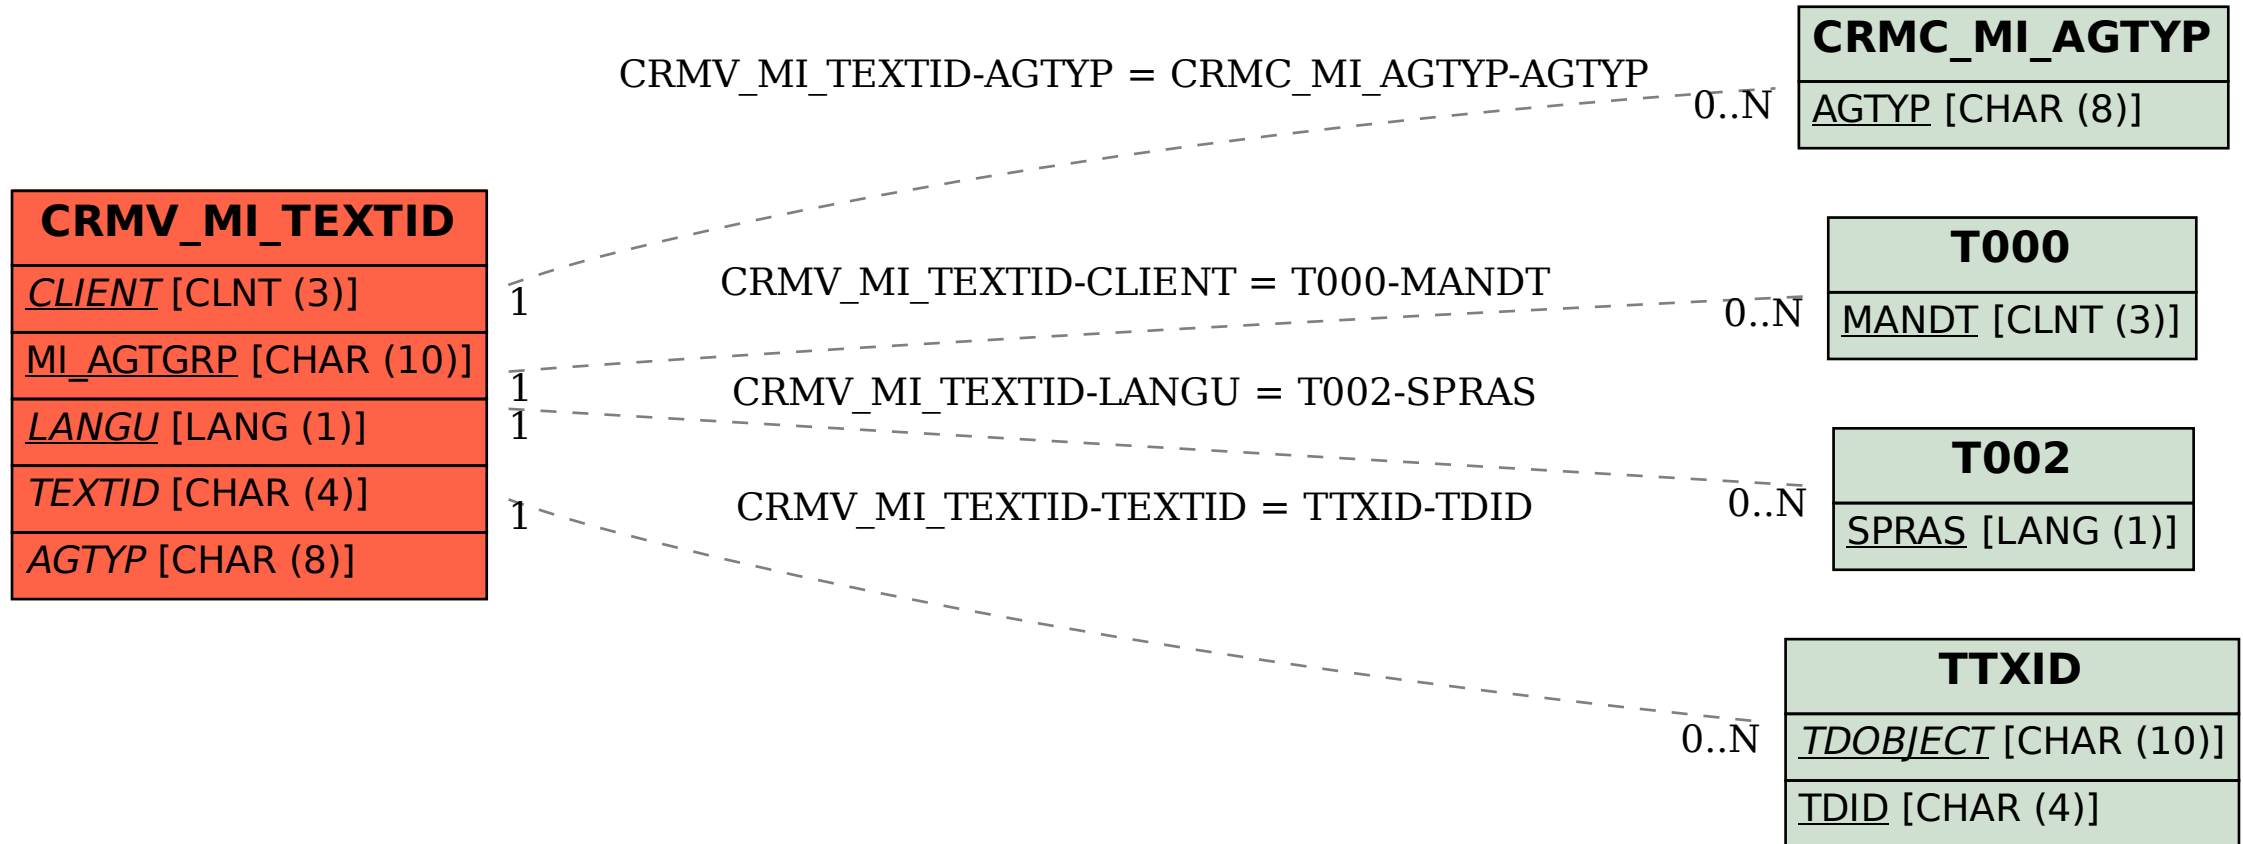 CRMV_MI_TEXTID
CLIENT [CLNT (3)]
MI_AGTGRP [CHAR (10)]
LANGU [LANG (1)]
TEXTID [CHAR (4)]
AGTYP [CHAR (8)]
CRMV_MI_TEXTID-AGTYP = CRMC_MI_AGTYP-AGTYP
0..N
1
CRMV_MI_TEXTID-CLIENT = T000-MANDT
0..N
1
CRMV_MI_TEXTID-LANGU = T002-SPRAS
0..N
1
CRMV_MI_TEXTID-TEXTID = TTXID-TDID
0..N
1
CRMC_MI_AGTYP
AGTYP [CHAR (8)]
T000
MANDT [CLNT (3)]
T002
SPRAS [LANG (1)]
TTXID
TDOBJECT [CHAR (10)]
TDID [CHAR (4)]